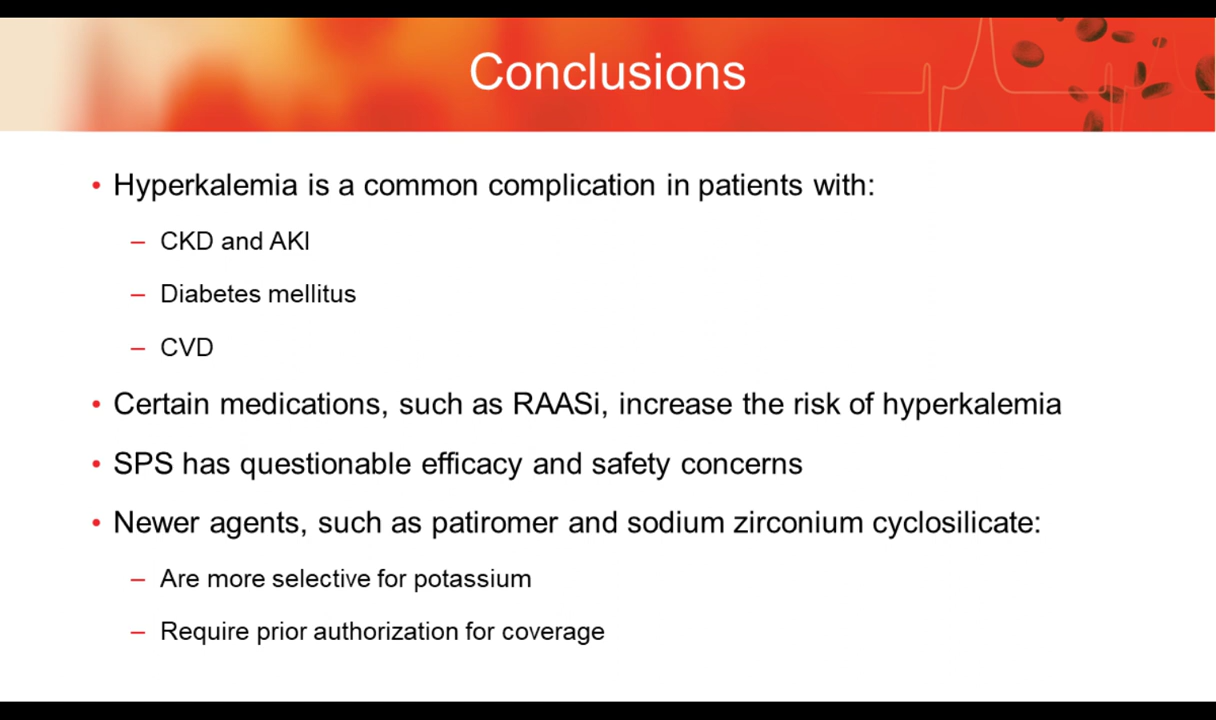 Conclusions
• Hyperkalemia is a common complication in patients with:
– CKD and AKI
– Diabetes mellitus
– CVD
• Certain medications, such as RAASi, increase the risk of hyperkalemia
• SPS has questionable efficacy and safety concerns
• Newer agents, such as patiromer and sodium zirconium cyclosilicate:
– Are more selective for potassium
– Require prior authorization for coverage